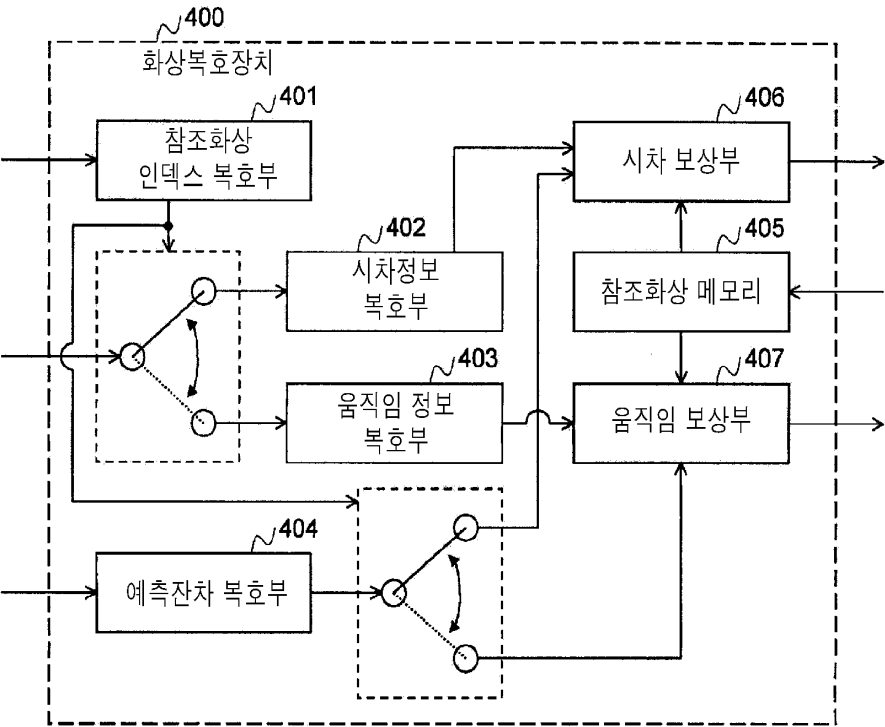 400
화상복호장치
401
참조화상
인덱스 복호부
406
시차 보상부
402
시차정보
복호부
405
참조화상 메모리
403
움직임 정보
복호부
407
움직임 보상부
404
예측잔차 복호부